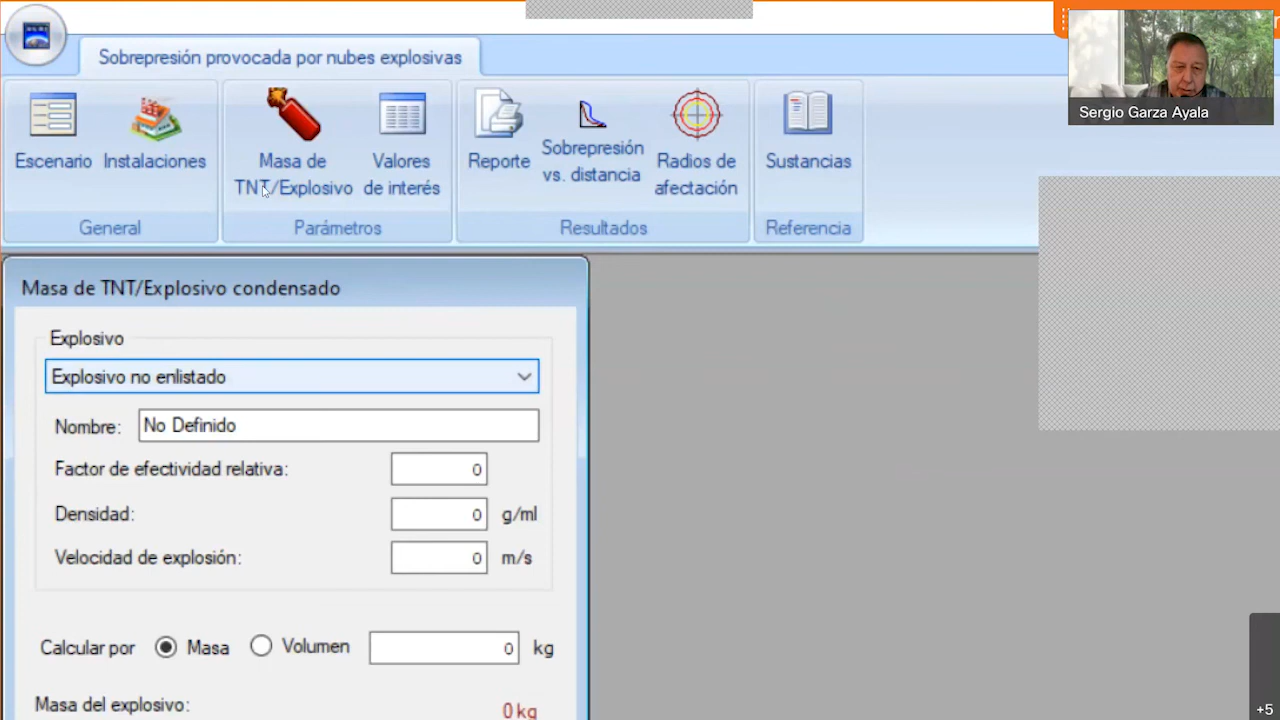 Sobrepresión provocada por nubes explosivas
Sergio Garza Ayala
Escenario
Instalaciones
Masa de
TNT/Explosivo
Valores
de interés
Reporte
Sobrepresión
vs. distancia
Radios de
afectación
Sustancias
General
Parámetros
Resultados
Referencia
Masa de TNT/Explosivo condensado
Explosivo
Explosivo no enlistado
Nombre: No Definido
Factor de efectividad relativa: 0
Densidad: 0 g/ml
Velocidad de explosión: 0 m/s
Calcular por Masa Volumen 0 kg
Masa del explosivo: 0 kg
+5